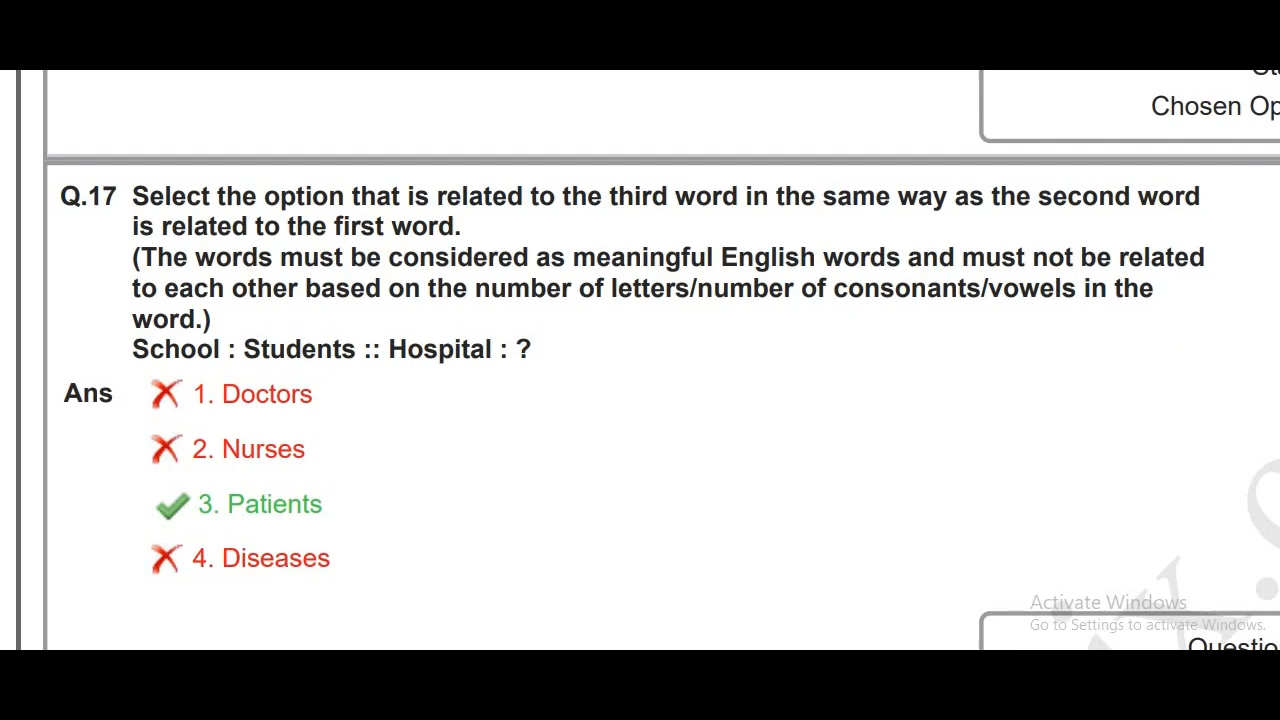 Chosen Op
Q.17 Select the option that is related to the third word in the same way as the second word
is related to the first word.
(The words must be considered as meaningful English words and must not be related
to each other based on the number of letters/number of consonants/vowels in the
word.)
School : Students :: Hospital : ?
Ans 1. Doctors
2. Nurses
3. Patients
4. Diseases
Activate Windows
Go to Settings to activate Windows.
Questio